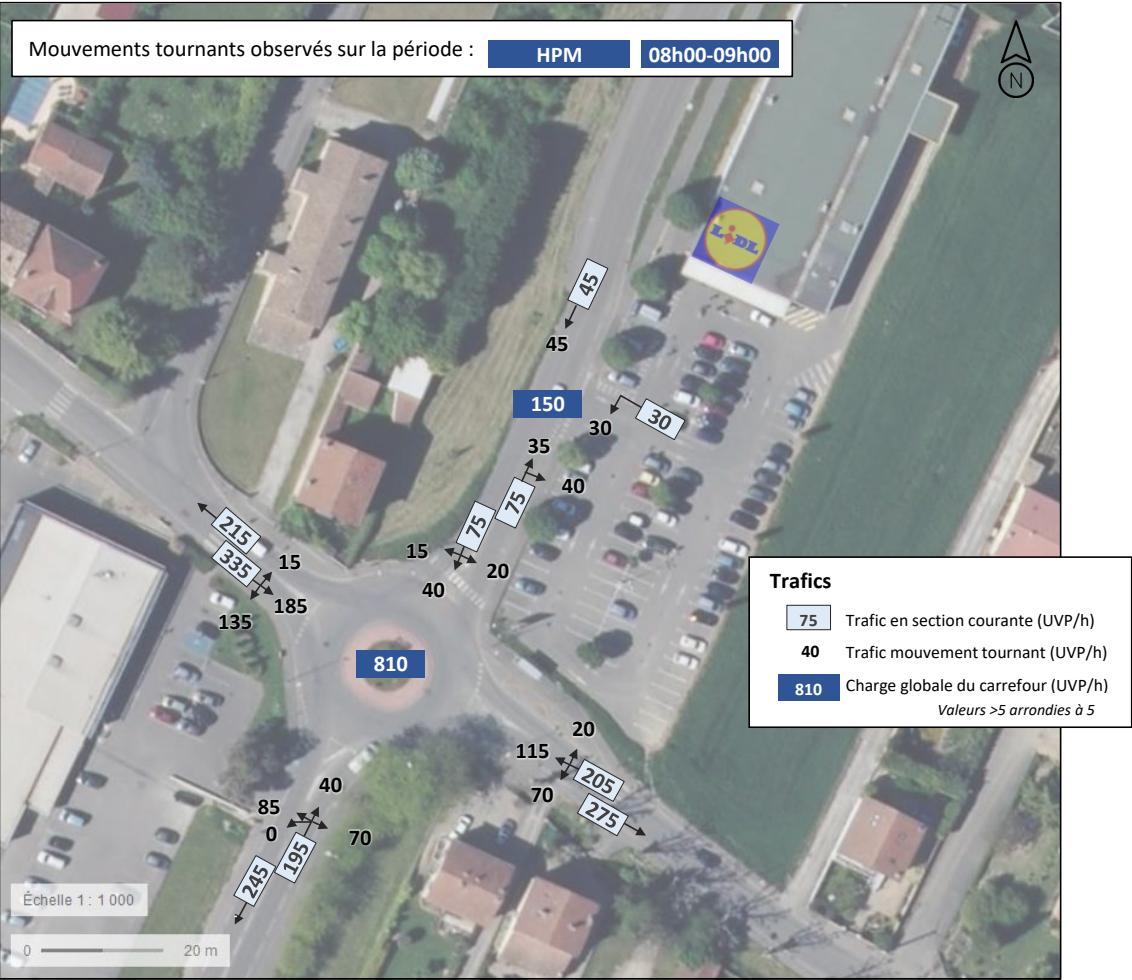 Mouvements tournants observés sur la période : HPM 08h00-09h00
N
LiDL
45
45
150
30
30
35
40
75
75
15
20
40
215
335
15
185
135
810
20
115
205
70
275
40
85
0
70
195
245
Trafics
75 Trafic en section courante (UVP/h)
40 Trafic mouvement tournant (UVP/h)
810 Charge globale du carrefour (UVP/h)
Valeurs >5 arrondies à 5
Échelle 1 : 1 000
0 20 m